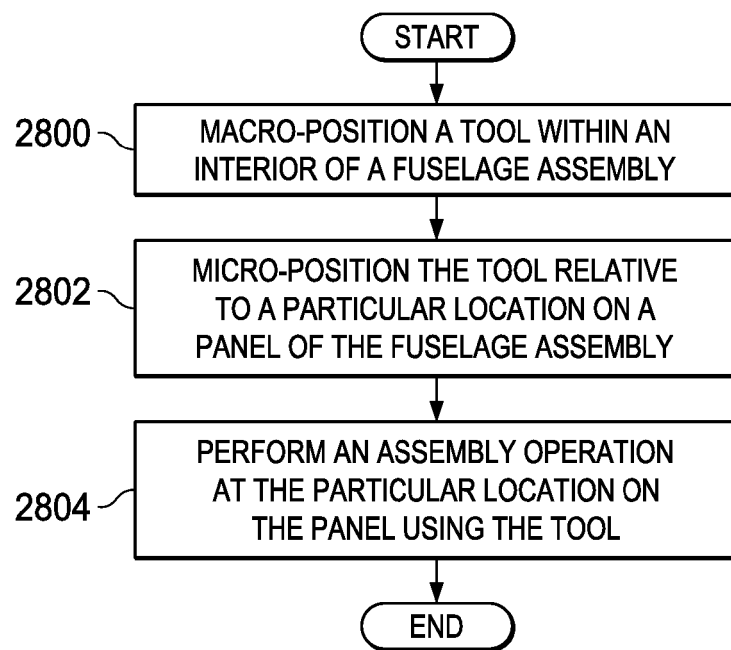 START
2800
MACRO-POSITION A TOOL WITHIN AN
INTERIOR OF A FUSELAGE ASSEMBLY
2802
MICRO-POSITION THE TOOL RELATIVE
TO A PARTICULAR LOCATION ON A
PANEL OF THE FUSELAGE ASSEMBLY
2804
PERFORM AN ASSEMBLY OPERATION
AT THE PARTICULAR LOCATION ON
THE PANEL USING THE TOOL
END